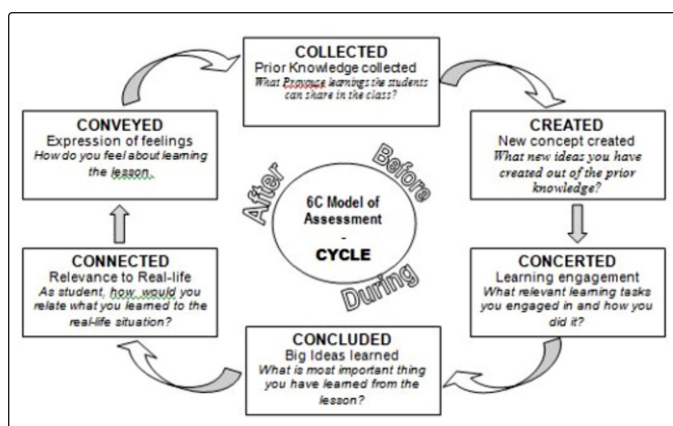 COLLECTED
Prior Knowledge collected
What Provouse learnings the students
can share in the class?
CREATED
New concept created
What new ideas you have
created out of the prior
knowledge?
CONCERTED
Learning engagement
What relevant learning tasks
you engaged in and how you
did it?
CONCLUDED
Big Ideas learned
What is most important thing
you have learned from the
lesson?
CONNECTED
Relevance to Real-life
As student, how would you
relate what you learned to the
real-life situation?
CONVEYED
Expression of feelings
How do you feel about learning
the lesson.
After
Before
During
6C Model of
Assessment
-
CYCLE